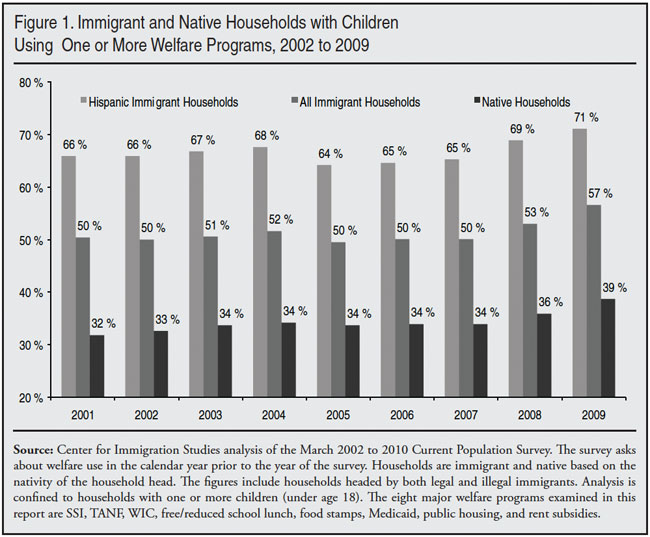 Figure 1. Immigrant and Native Households with Children
Using One or More Welfare Programs, 2002 to 2009
80 %
Hispanic Immigrant Households All Immigrant Households Native Households
70 %
60 %
50 %
40 %
30 %
20 %
66 % 50 % 32 %
66 % 50 % 33 %
67 % 51 % 34 %
68 % 52 % 34 %
64 % 50 % 34 %
65 % 50 % 34 %
65 % 50 % 34 %
69 % 53 % 36 %
71 % 57 % 39 %
2001 2002 2003 2004 2005 2006 2007 2008 2009
Source: Center for Immigration Studies analysis of the March 2002 to 2010 Current Population Survey. The survey asks
about welfare use in the calendar year prior to the year of the survey. Households are immigrant and native based on the
nativity of the household head. The figures include households headed by both legal and illegal immigrants. Analysis is
confined to households with one or more children (under age 18). The eight major welfare programs examined in this
report are SSI, TANF, WIC, free/reduced school lunch, food stamps, Medicaid, public housing, and rent subsidies.